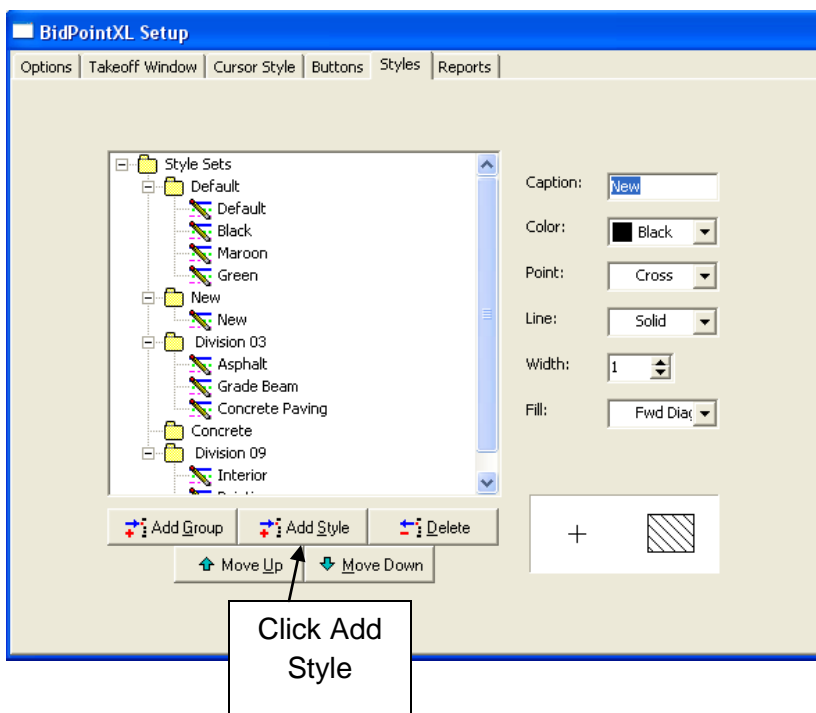 BidPointXL Setup
Options Takeoff Window Cursor Style Buttons Styles Reports
Style Sets
Default
Default
Black
Maroon
Green
New
New
Division 03
Asphalt
Grade Beam
Concrete Paving
Concrete
Division 09
Interior
Caption: New
Color: Black
Point: Cross
Line: Solid
Width: 1
Fill: Fwd Diag
Add Group Add Style Delete
Move Up Move Down
Click Add
Style